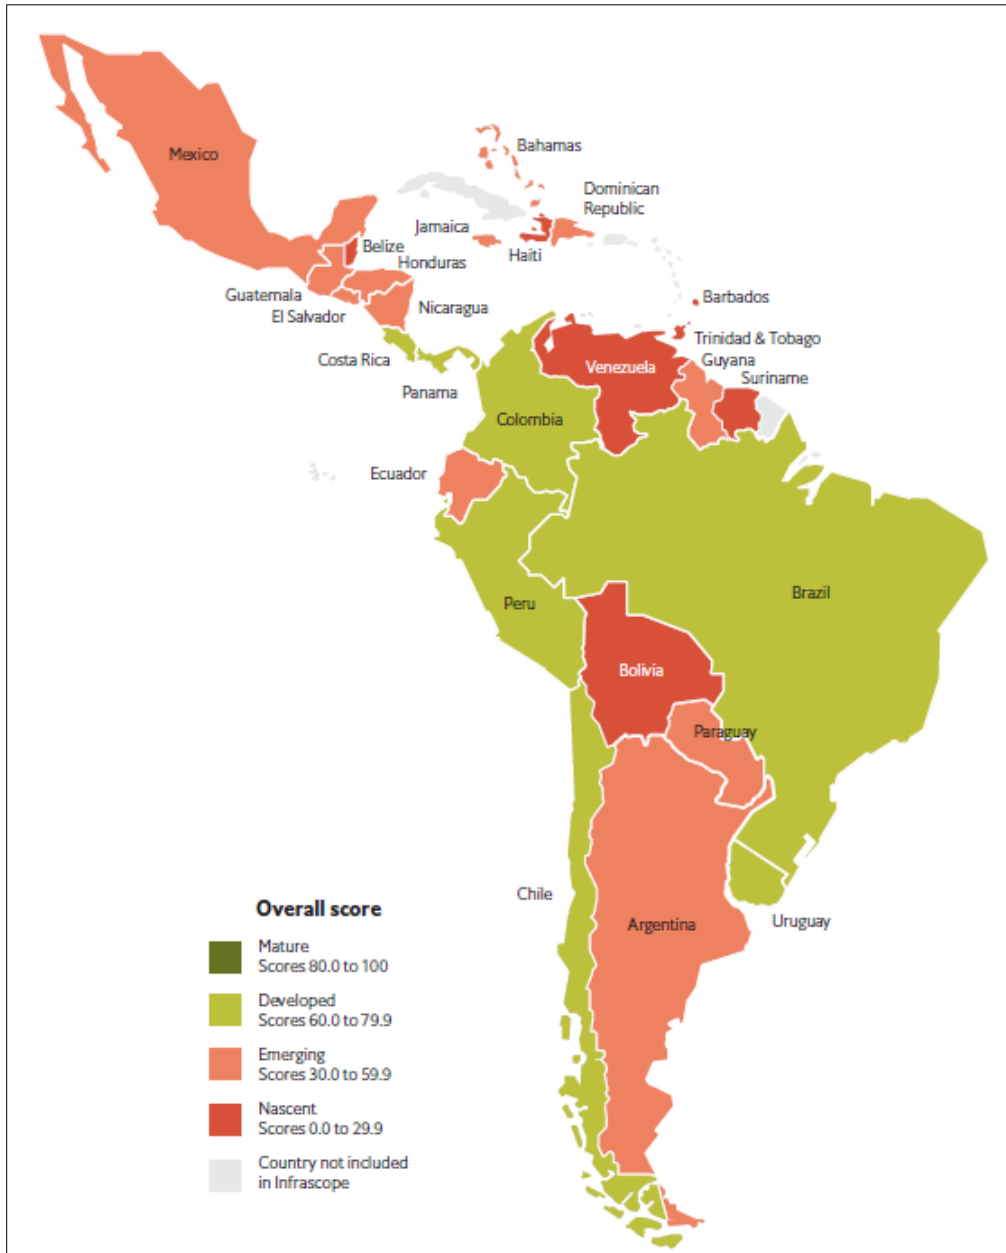 Mexico
Bahamas
Dominican
Republic
Jamaica
Haiti
Belize
Honduras
Guatemala
El Salvador
Nicaragua
Barbados
Trinidad & Tobago
Guyana
Suriname
Costa Rica
Panama
Venezuela
Colombia
Ecuador
Peru
Brazil
Bolivia
Paraguay
Chile
Argentina
Uruguay
Overall score
Mature
Scores 80.0 to 100
Developed
Scores 60.0 to 79.9
Emerging
Scores 30.0 to 59.9
Nascent
Scores 0.0 to 29.9
Country not included
in Infrascope